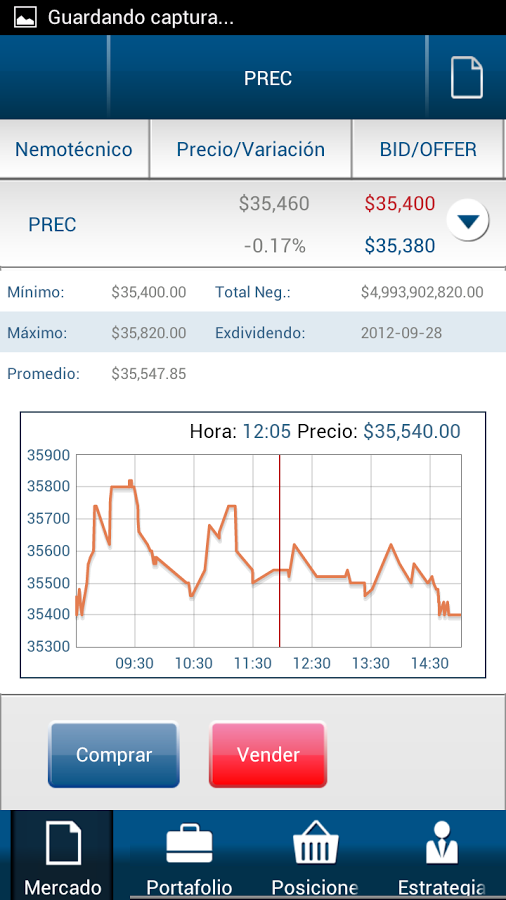 Guardando captura...
PREC
Nemotécnico Precio/Variación BID/OFFER
$35,460 $35,400
PREC
-0.17% $35,380
Mínimo: $35,400.00 Total Neg.: $4,993,902,820.00
Máximo: $35,820.00 Exdividendo: 2012-09-28
Promedio: $35,547.85
Hora: 12:05 Precio: $35,540.00
35900
35800
35700
35600
35500
35400
35300
09:30 10:30 11:30 12:30 13:30 14:30
Comprar Vender
Mercado Portafolio Posicione Estrategia